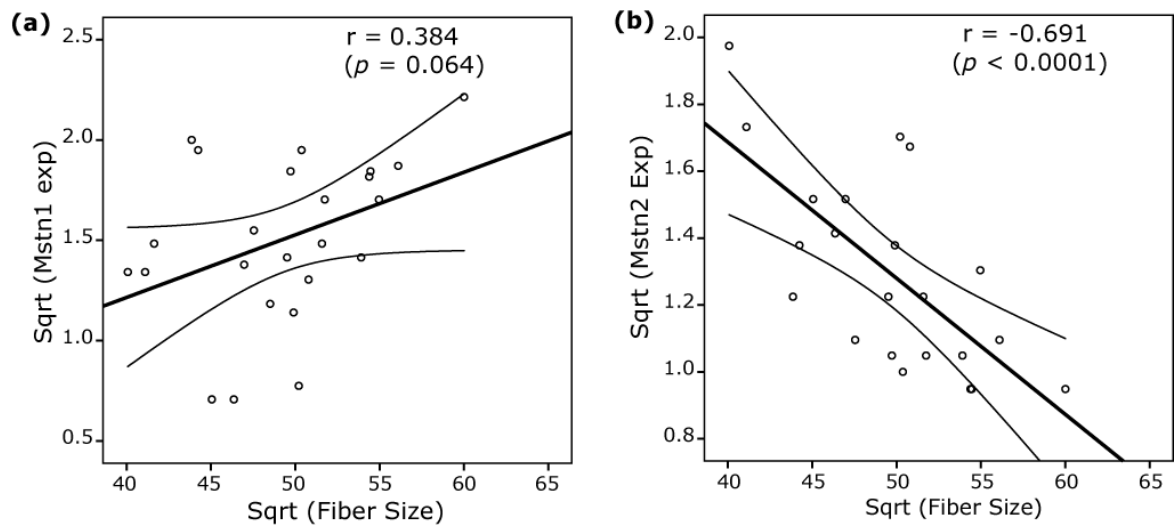 (a)
r = 0.384
(p = 0.064)
Sqrt (Mstn1 exp)
2.5
2.0
1.5
1.0
0.5
40 45 50 55 60 65
Sqrt (Fiber Size)
(b)
r = -0.691
(p < 0.0001)
Sqrt (Mstn2 Exp)
2.0
1.8
1.6
1.4
1.2
1.0
0.8
40 45 50 55 60 65
Sqrt (Fiber Size)